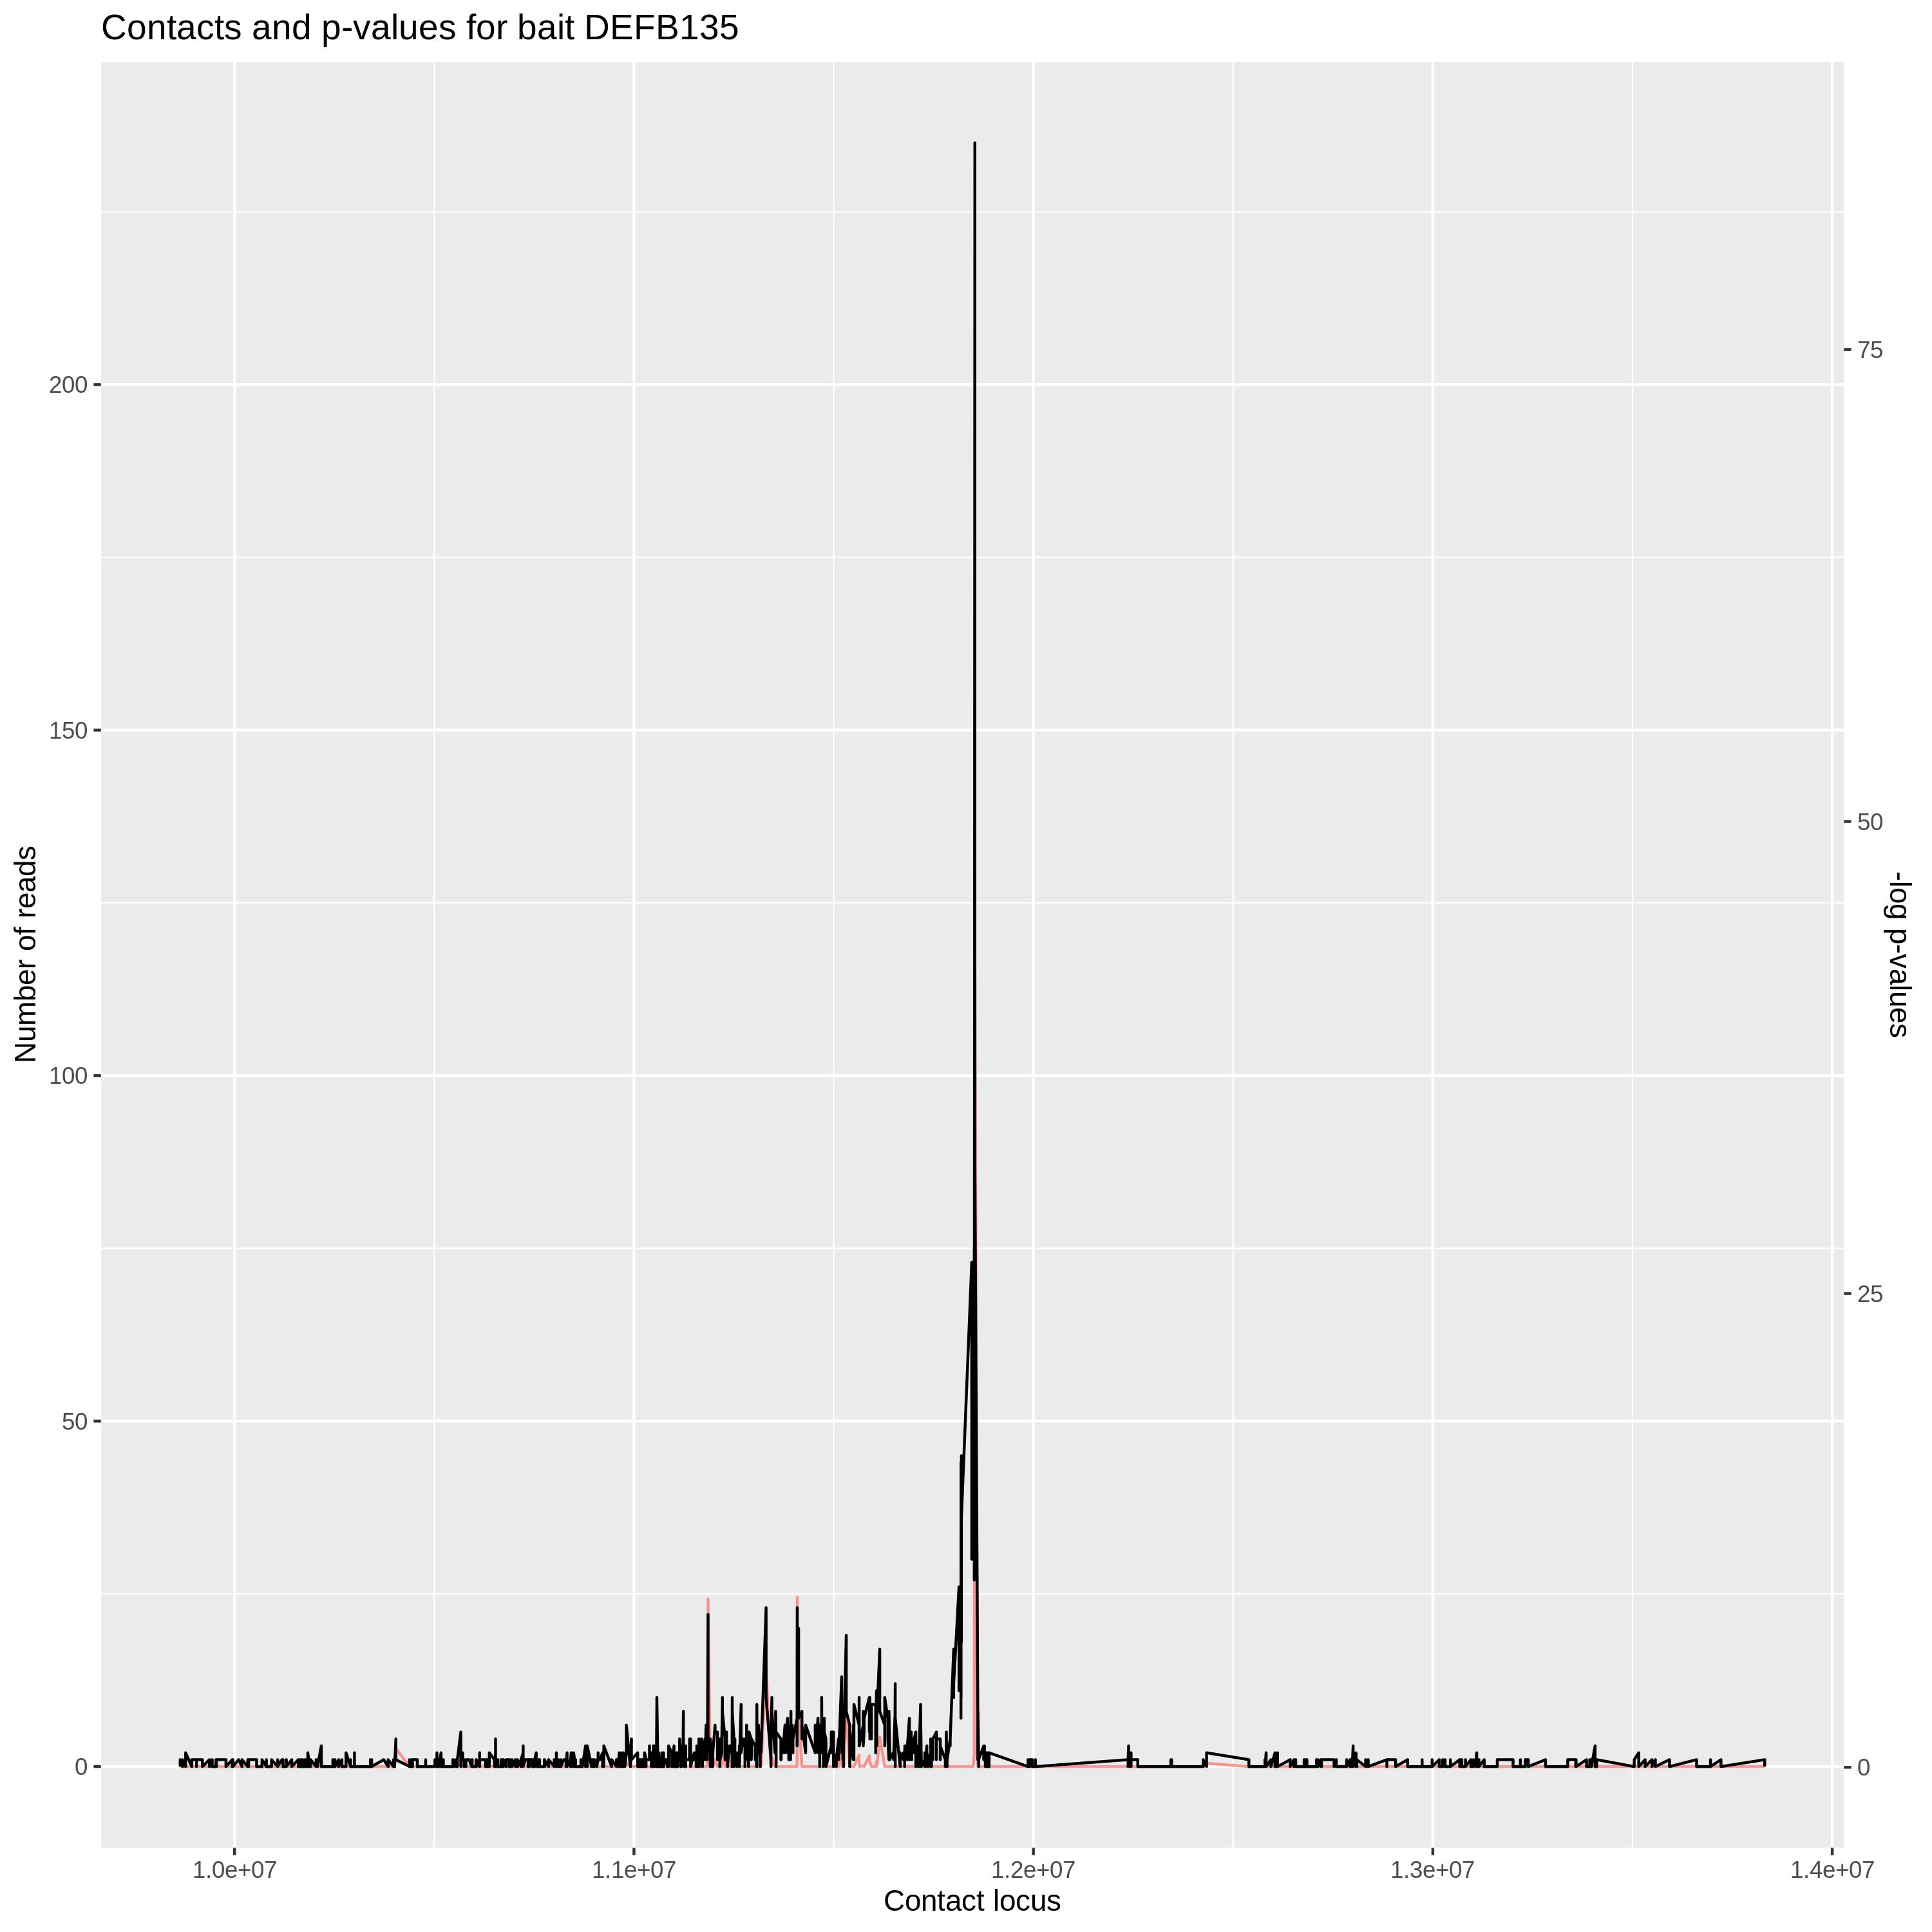 Contacts and p-values for bait DEFB135
Number of reads
200
150
100
50
0
75
50
25
0
-log p-values
1.0e+07 1.1e+07 1.2e+07 1.3e+07 1.4e+07
Contact locus